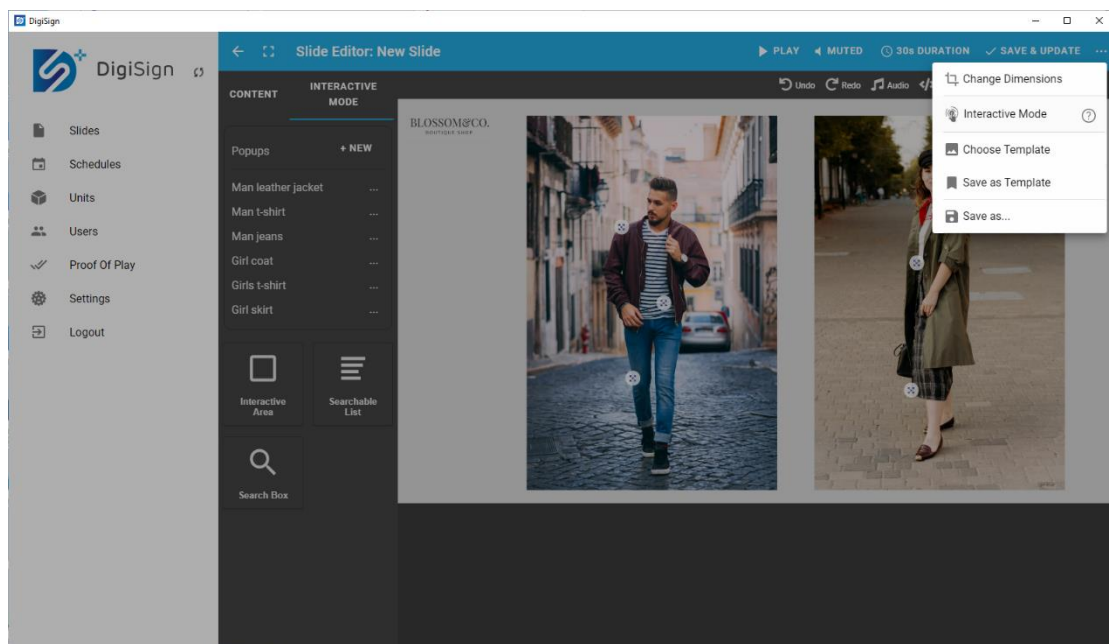 DigiSign
DigiSign
Slides
Schedules
Units
Users
Proof Of Play
Settings
Logout
Slide Editor: New Slide
PLAY
MUTED
30s DURATION
SAVE & UPDATE
...
CONTENT
INTERACTIVE
MODE
Undo
Redo
Audio
</
Popups
+ NEW
Man leather jacket ...
Man t-shirt ...
Man jeans ...
Girl coat ...
Girls t-shirt ...
Girl skirt ...
Interactive
Area
Searchable
List
Search Box
BLOSSOM&CO.
BOUTIQUE SHOP
Change Dimensions
Interactive Mode ?
Choose Template
Save as Template
Save as...